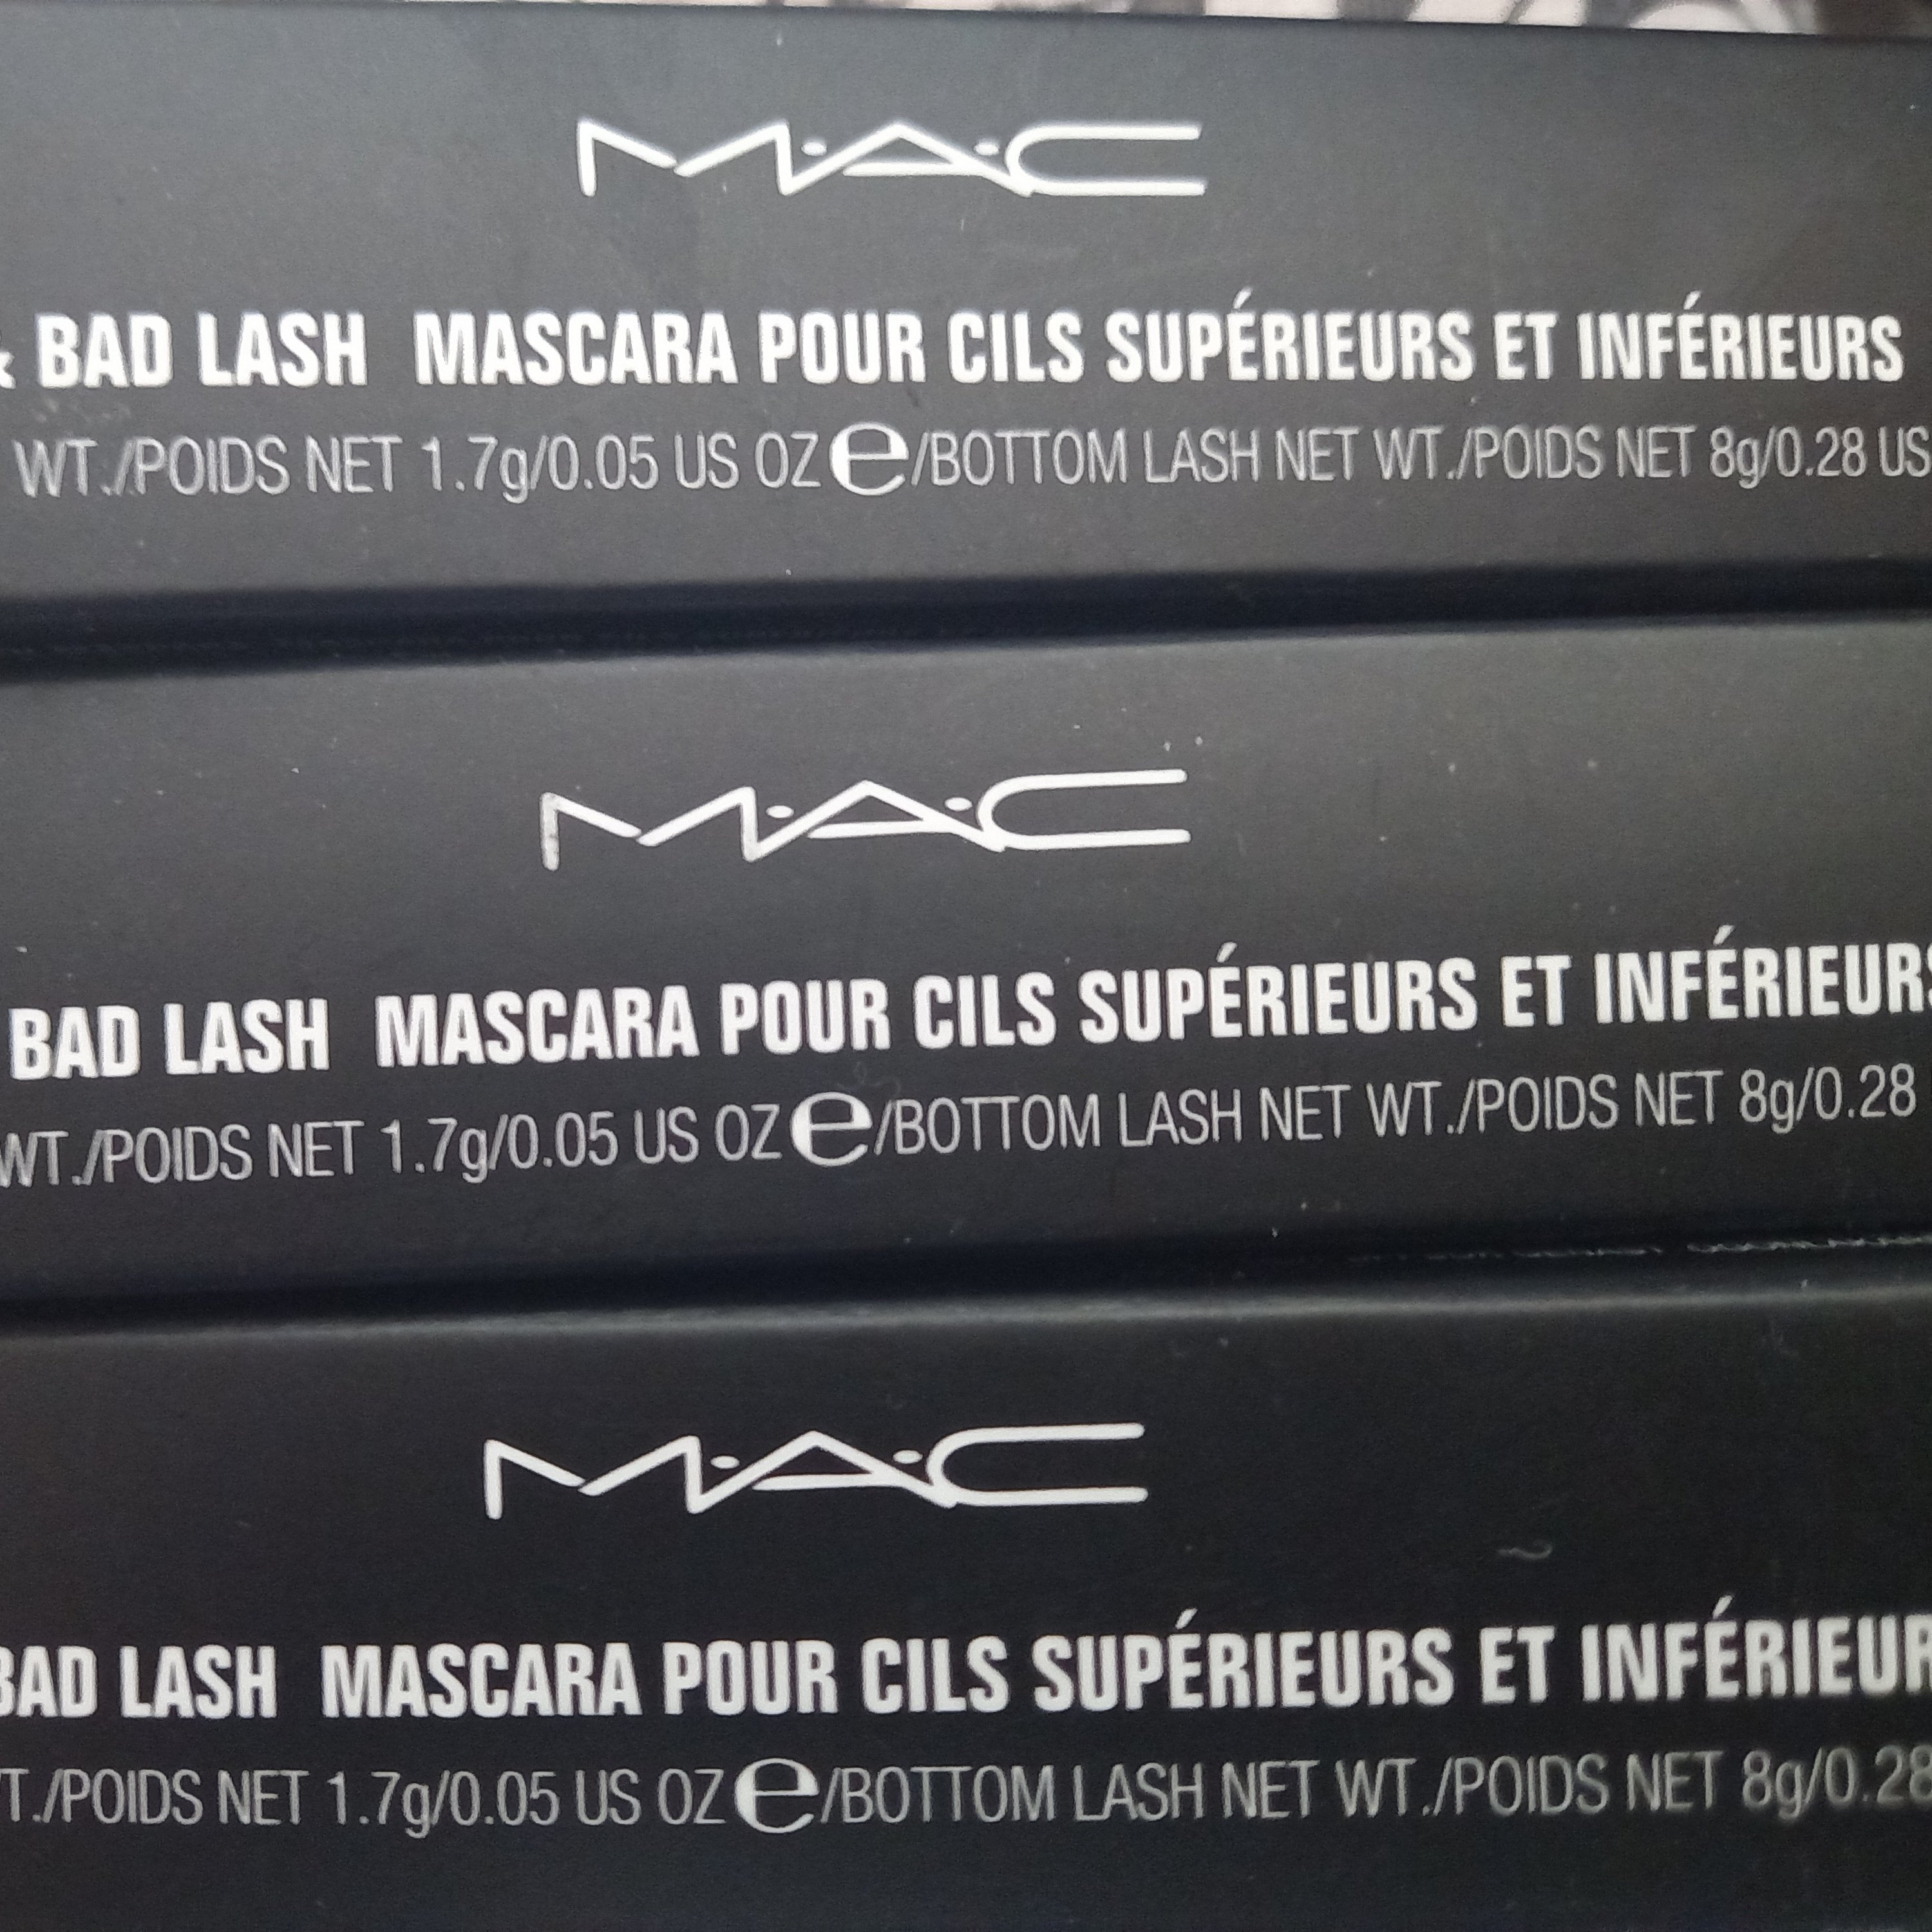 M·A·C
& BAD LASH MASCARA POUR CILS SUPÉRIEURS ET INFÉRIEURS
WT./POIDS NET 1.7g/0.05 US OZ e/BOTTOM LASH NET WT./POIDS NET 8g/0.28 US
M·A·C
BAD LASH MASCARA POUR CILS SUPÉRIEURS ET INFÉRIEURS
WT./POIDS NET 1.7g/0.05 US OZ e/BOTTOM LASH NET WT./POIDS NET 8g/0.28
M·A·C
BAD LASH MASCARA POUR CILS SUPÉRIEURS ET INFÉRIEUR
T./POIDS NET 1.7g/0.05 US OZ e/BOTTOM LASH NET WT./POIDS NET 8g/0.28